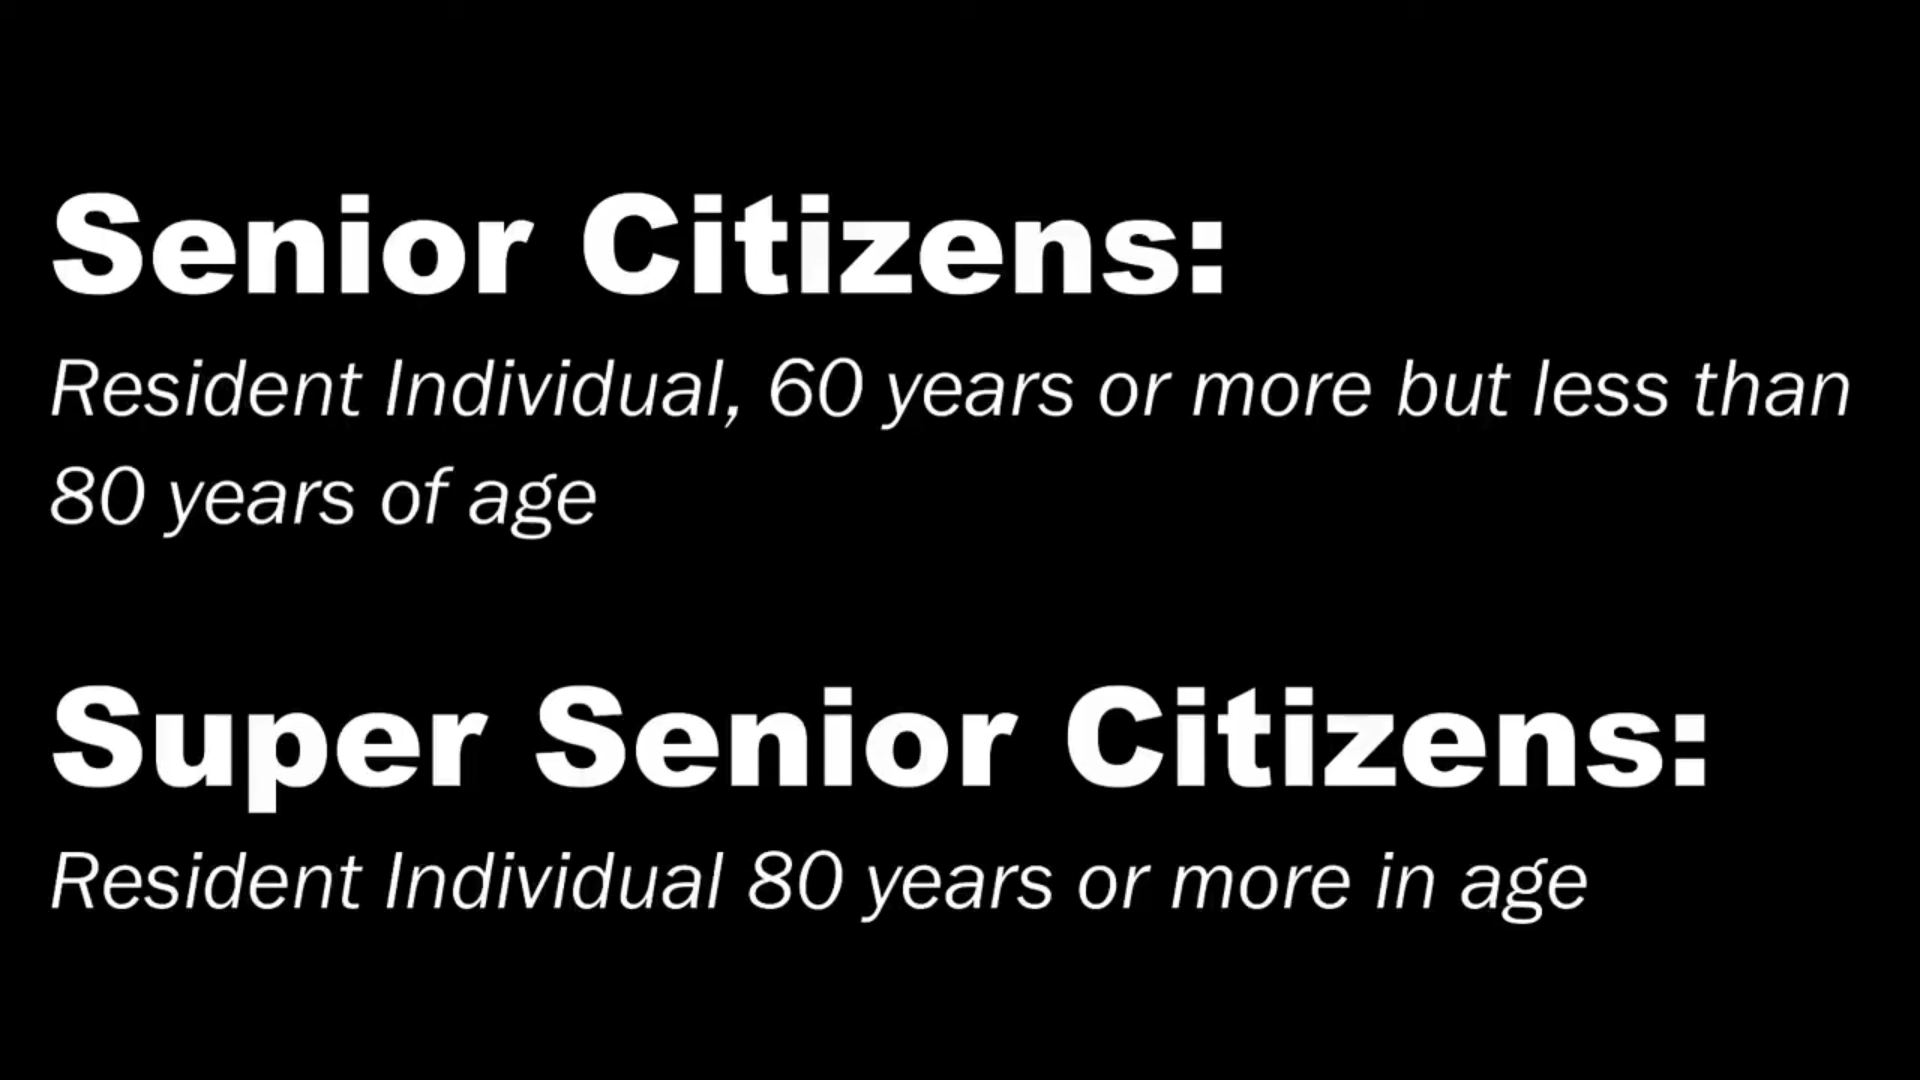 Senior Citizens:
Resident Individual, 60 years or more but less than
80 years of age
Super Senior Citizens:
Resident Individual 80 years or more in age